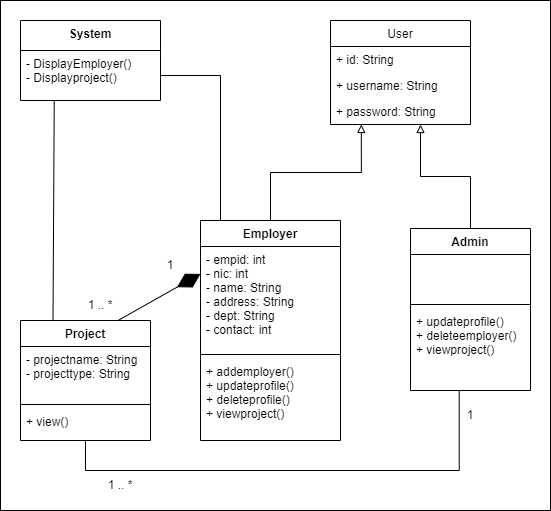 System
- DisplayEmployer()
- Displayproject()
User
+ id: String
+ username: String
+ password: String
Employer
- empid: int
- nic: int
- name: String
- address: String
- dept: String
- contact: int
+ addemployer()
+ updateprofile()
+ deleteprofile()
+ viewproject()
Admin
+ updateprofile()
+ deleteemployer()
+ viewproject()
1
1 .. *
Project
- projectname: String
- projecttype: String
+ view()
1
1 .. *